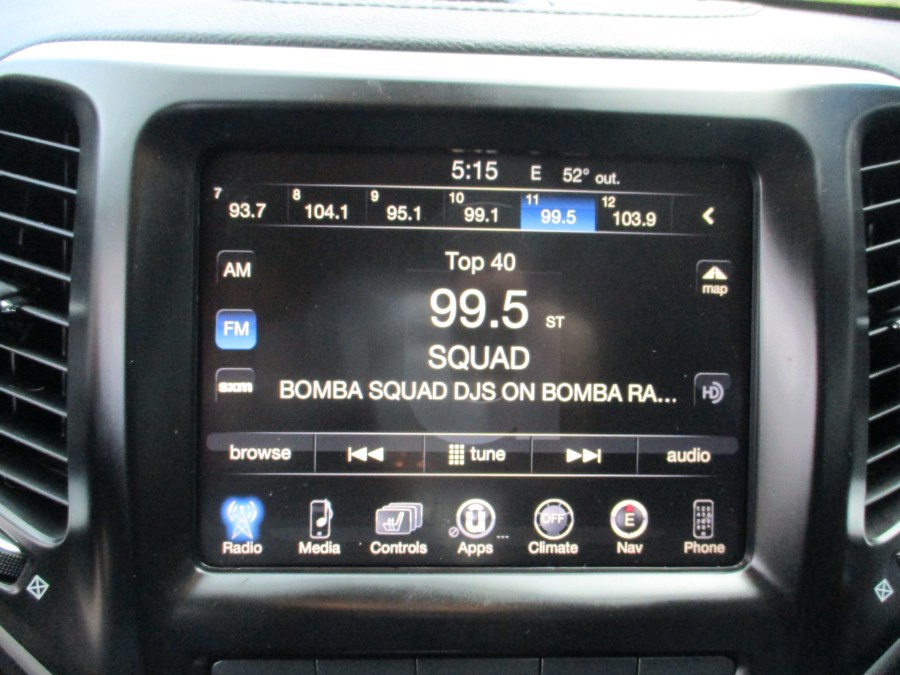 5:15 E 52° out.
7 93.7 8 104.1 9 95.1 10 99.1 11 99.5 12 103.9
AM
Top 40
map
99.5 ST
FM
SQUAD
sxm
BOMBA SQUAD DJS ON BOMBA RA...
HD
browse tune audio
OFF E
Radio Media Controls Apps ... Climate Nav Phone